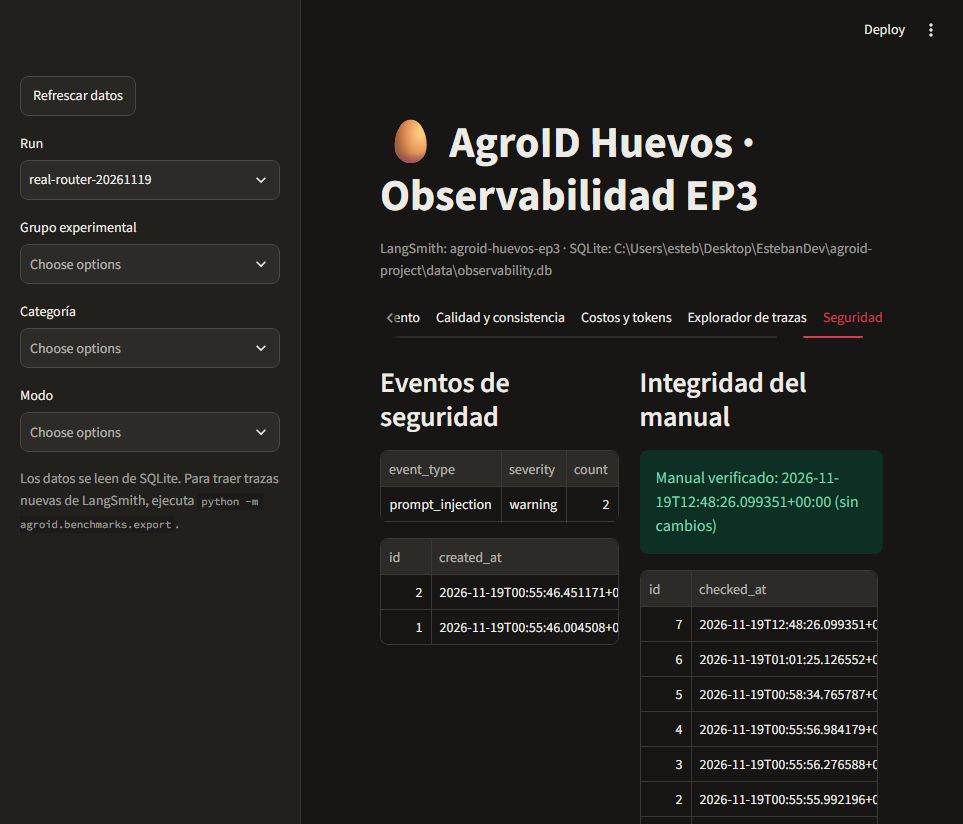 Deploy
Refrescar datos
Run
real-router-20261119
Grupo experimental
Choose options
Categoría
Choose options
Modo
Choose options
Los datos se leen de SQLite. Para traer trazas
nuevas de LangSmith, ejecuta python -m
agroid.benchmarks.export.
AgroID Huevos ·
Observabilidad EP3
LangSmith: agroid-huevos-ep3 · SQLite: C:\Users\esteb\Desktop\EstebanDev\agroid-
project\data\observability.db
ento Calidad y consistencia Costos y tokens Explorador de trazas Seguridad
Eventos de
seguridad
event_type severity count
prompt_injection warning 2
id created_at
2 2026-11-19T00:55:46.451171+0
1 2026-11-19T00:55:46.004508+0
Integridad del
manual
Manual verificado: 2026-11-
19T12:48:26.099351+00:00 (sin
cambios)
id checked_at
7 2026-11-19T12:48:26.099351+0
6 2026-11-19T01:01:25.126552+0
5 2026-11-19T00:58:34.765787+0
4 2026-11-19T00:55:56.984179+0
3 2026-11-19T00:55:56.276588+0
2 2026-11-19T00:55:55.992196+0